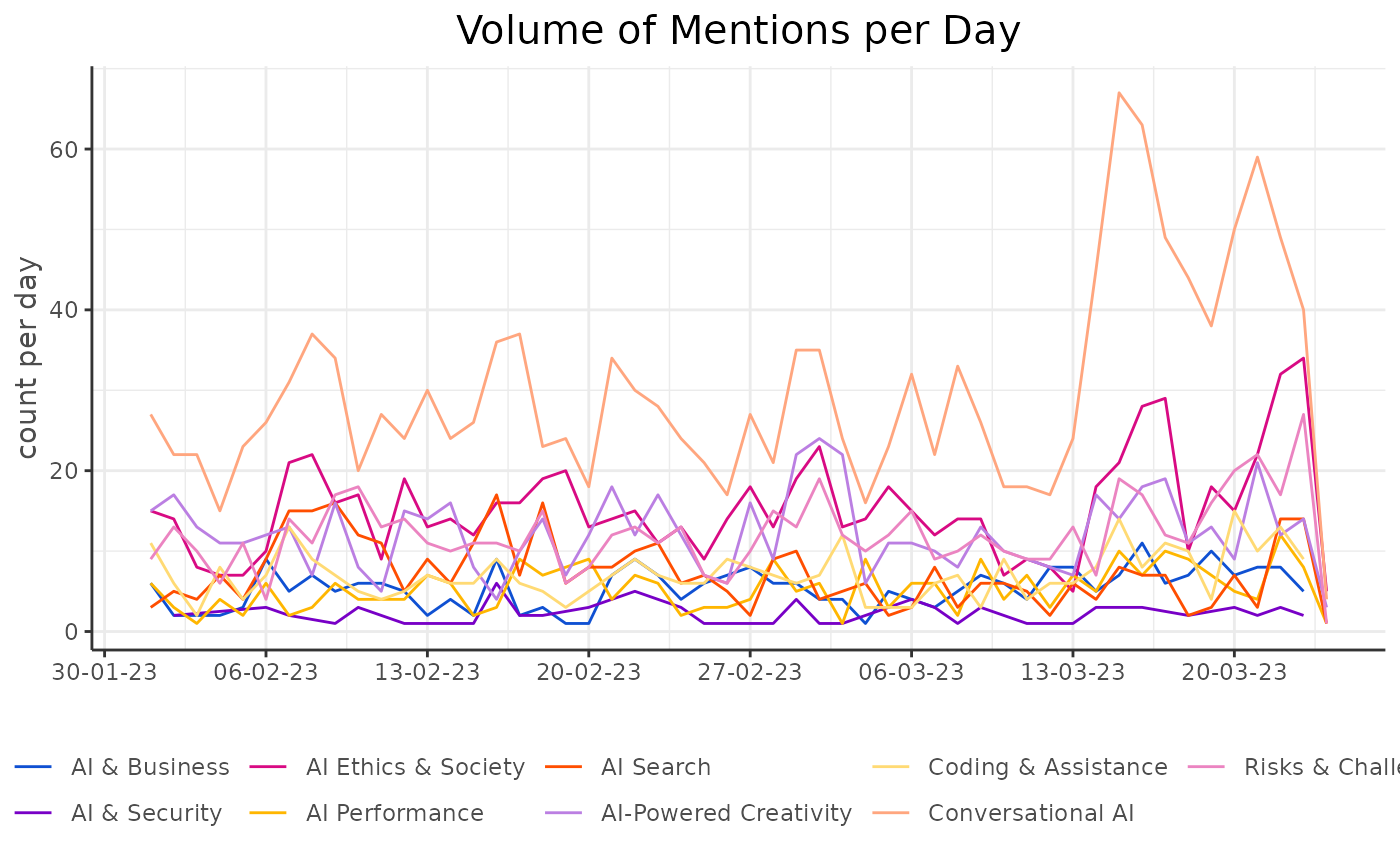 Volume of Mentions per Day
count per day
60
40
20
0
30-01-23 06-02-23 13-02-23 20-02-23 27-02-23 06-03-23 13-03-23 20-03-23
AI & Business AI Ethics & Society AI Search Coding & Assistance Risks &
AI & Security AI Performance AI-Powered Creativity Conversational AI